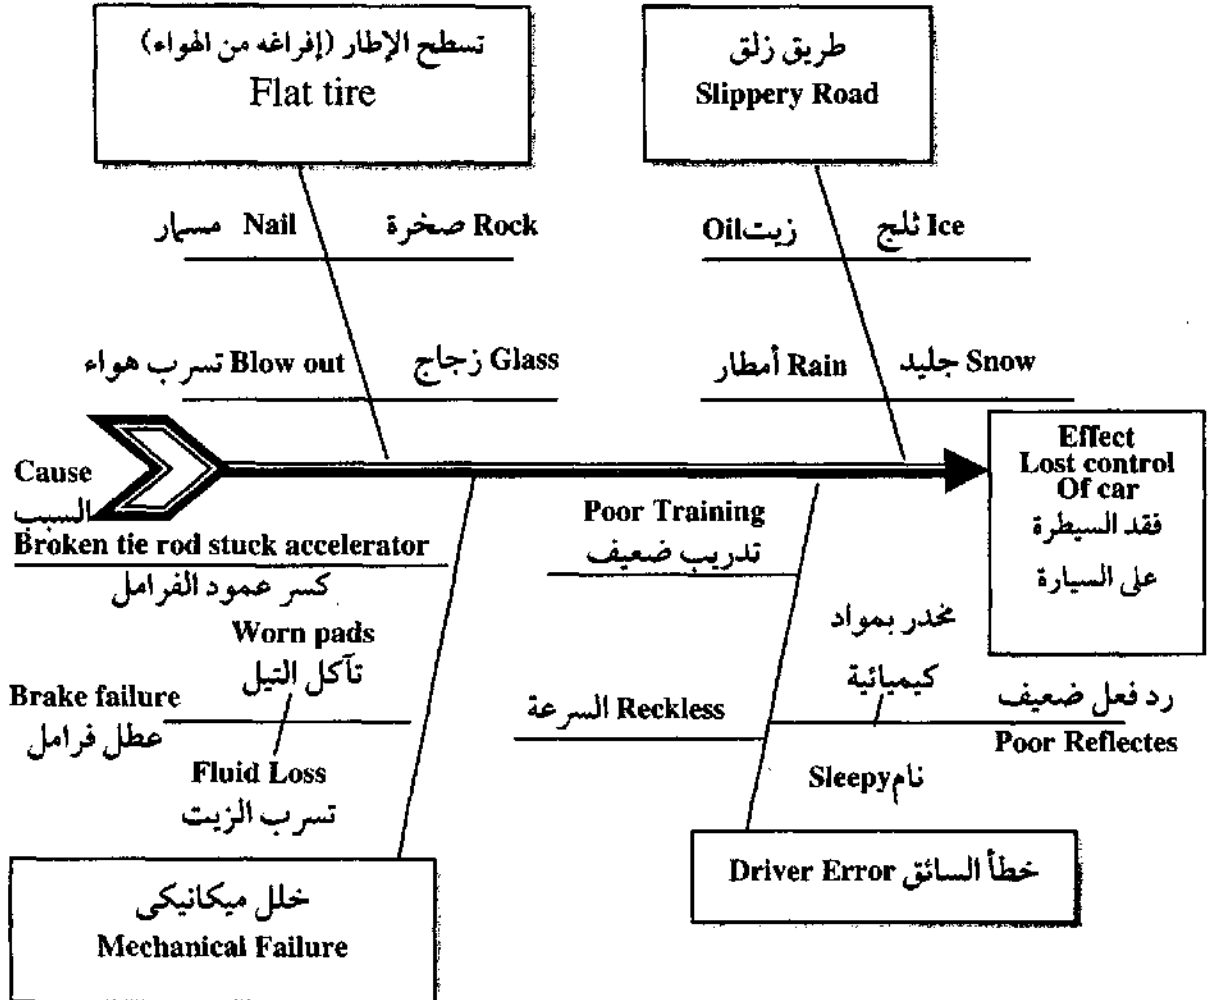 تسطح الإطار (إفراغه من الهواء)
Flat tire
طريق زلق
Slippery Road
مسمار Nail
صخرة Rock
زيت Oil
ثلج Ice
تسرب هواء Blow out
زجاج Glass
أمطار Rain
جليد Snow
Cause
السبب
Effect
Lost control
Of car
فقد السيطرة
على السيارة
Broken tie rod stuck accelerator
كسر عمود الفرامل
Poor Training
تدريب ضعيف
Worn pads
تآكل التيل
Brake failure
عطل فرامل
Fluid Loss
تسرب الزيت
السرعة Reckless
مخدر بمواد
كيميائية
رد فعل ضعيف
Poor Reflectes
Sleepy نام
خلل ميكانيكى
Mechanical Failure
Driver Error خطأ السائق